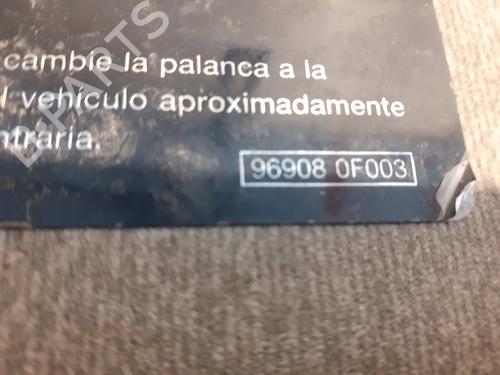 cambie la palanca a la
vehículo aproximadamente
ntraria.
96908 0F003